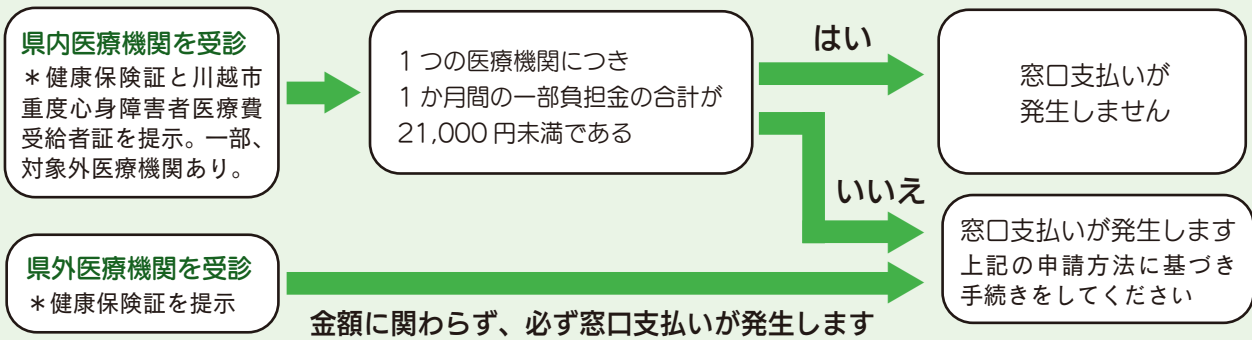 県内医療機関を受診
＊健康保険証と川越市
重度心身障害者医療費
受給者証を提示。一部、
対象外医療機関あり。
1つの医療機関につき
1か月間の一部負担金の合計が
21,000円未満である
はい
窓口支払いが
発生しません
いいえ
窓口支払いが発生します
上記の申請方法に基づき
手続きをしてください
県外医療機関を受診
＊健康保険証を提示
金額に関わらず、必ず窓口支払いが発生します